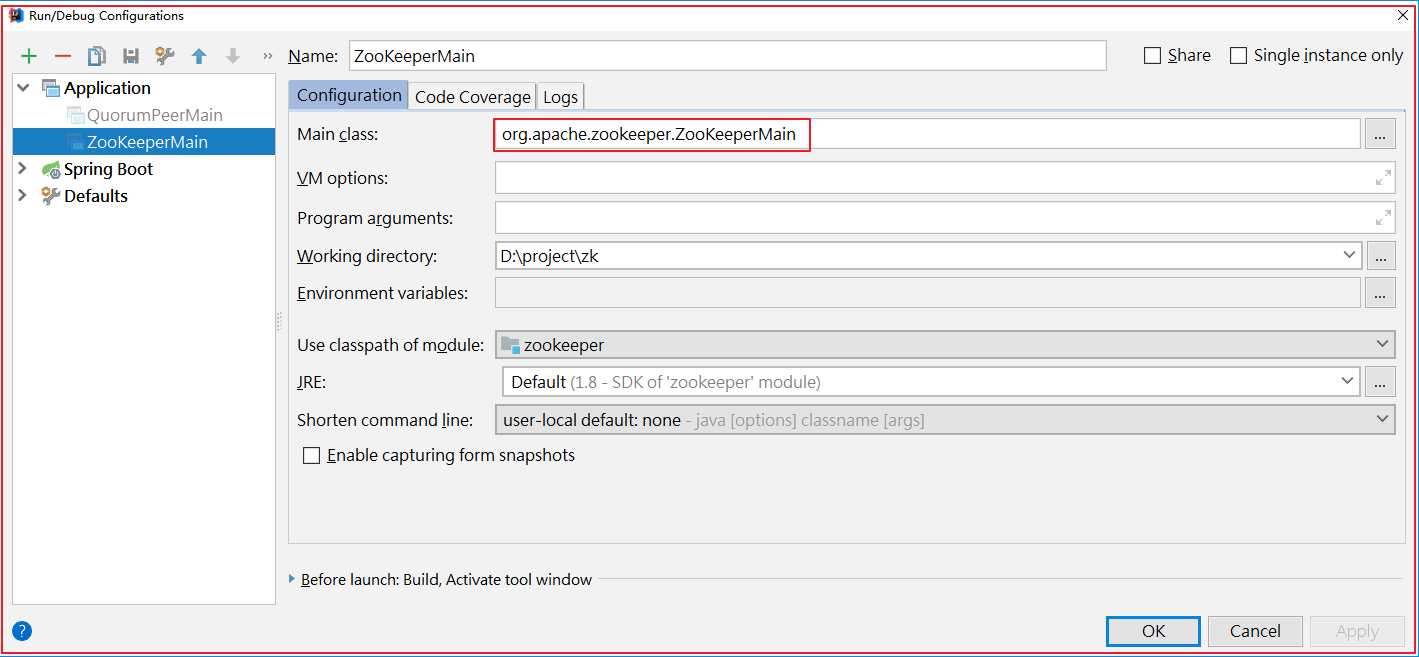 Run/Debug Configurations
Name: ZooKeeperMain Share Single instance only
Application
QuorumPeerMain
ZooKeeperMain
Spring Boot
Defaults
Configuration Code Coverage Logs
Main class: org.apache.zookeeper.ZooKeeperMain ...
VM options:
Program arguments:
Working directory: D:\project\zk ...
Environment variables: ...
Use classpath of module: zookeeper
JRE: Default (1.8 - SDK of 'zookeeper' module) ...
Shorten command line: user-local default: none - java [options] classname [args]
Enable capturing form snapshots
Before launch: Build, Activate tool window
? OK Cancel Apply